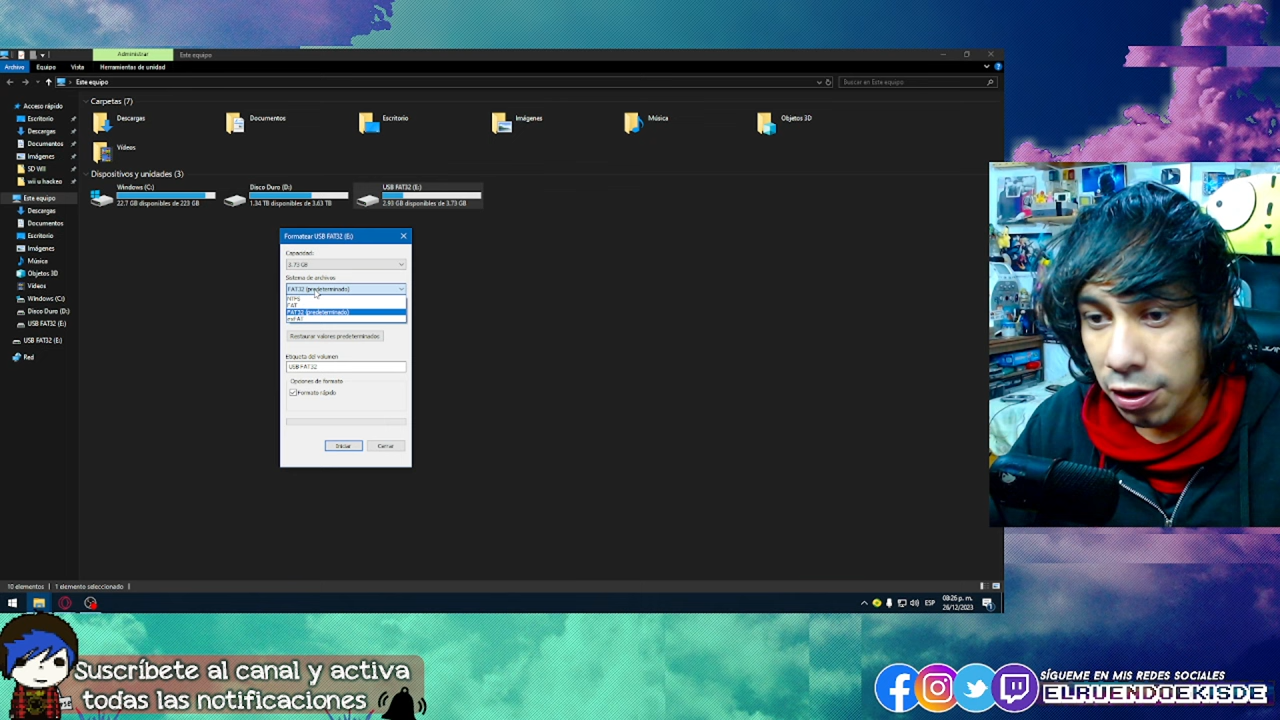 Administrar
Este equipo
Archivo
Equipo
Vista
Herramientas de unidad
Este equipo
Buscar en Este equipo
Acceso rápido
Escritorio
Descargas
Documentos
Imágenes
SD WII
wii u hackeo
Este equipo
Descargas
Documentos
Escritorio
Imágenes
Música
Objetos 3D
Vídeos
Windows (C:)
Disco Duro (D:)
USB FAT32 (E:)
USB FAT32 (E:)
Red
Carpetas (7)
Descargas
Documentos
Escritorio
Imágenes
Música
Objetos 3D
Vídeos
Dispositivos y unidades (3)
Windows (C:)
22.7 GB disponibles de 223 GB
Disco Duro (D:)
1.34 TB disponibles de 3.63 TB
USB FAT32 (E:)
2.93 GB disponibles de 3.73 GB
Formatear USB FAT32 (E:)
Capacidad:
3.73 GB
Sistema de archivos
FAT32 (predeterminado)
NTFS
FAT
FAT32 (predeterminado)
exFAT
Restaurar valores predeterminados
Etiqueta del volumen
USB FAT32
Opciones de formato
Formato rápido
Iniciar
Cerrar
10 elementos
1 elemento seleccionado
ESP
08:26 p. m.
26/12/2023
Suscríbete al canal y activa
todas las notificaciones
SÍGUEME EN MIS REDES SOCIALES
ELRUENDOEKISDE